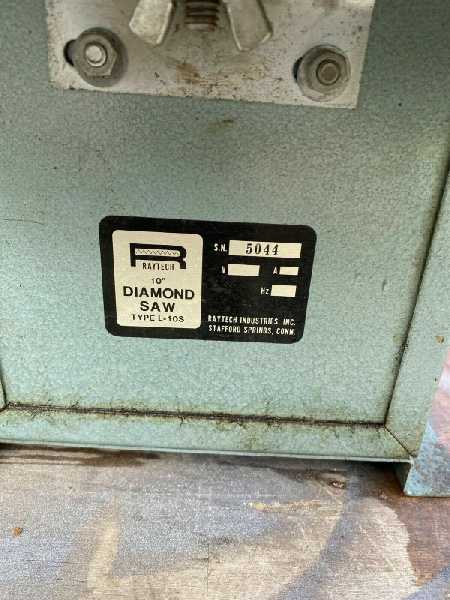 R
RAYTECH
10"
DIAMOND
SAW
TYPE L-10S
S.N. 5044
V A
Hz
RAYTECH INDUSTRIES, INC.
STAFFORD SPRINGS, CONN.